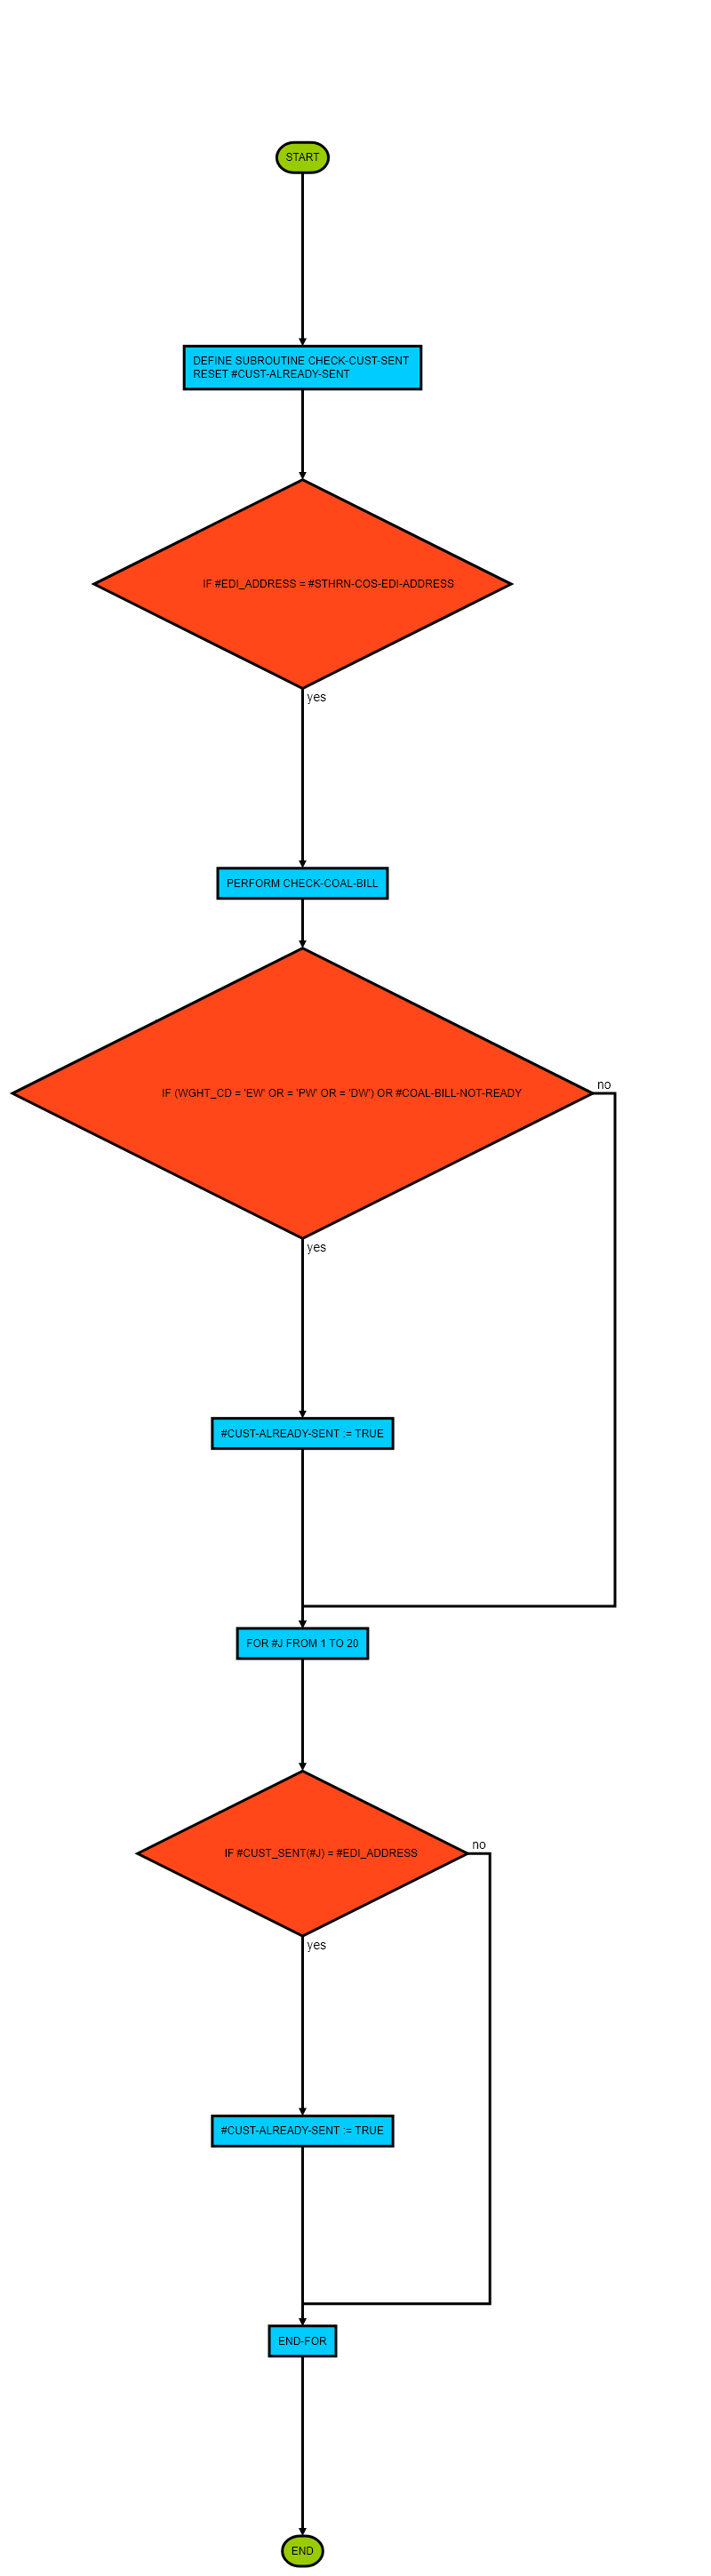 START
DEFINE SUBROUTINE CHECK-CUST-SENT
RESET #CUST-ALREADY-SENT
IF #EDI_ADDRESS = #STHRN-COS-EDI-ADDRESS
yes
PERFORM CHECK-COAL-BILL
IF (WGHT_CD = 'EW' OR = 'PW' OR = 'DW') OR #COAL-BILL-NOT-READY
no
yes
#CUST-ALREADY-SENT := TRUE
FOR #J FROM 1 TO 20
IF #CUST_SENT(#J) = #EDI_ADDRESS
no
yes
#CUST-ALREADY-SENT := TRUE
END-FOR
END